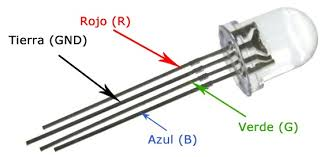 Rojo (R)
Tierra (GND)
Verde (G)
Azul (B)